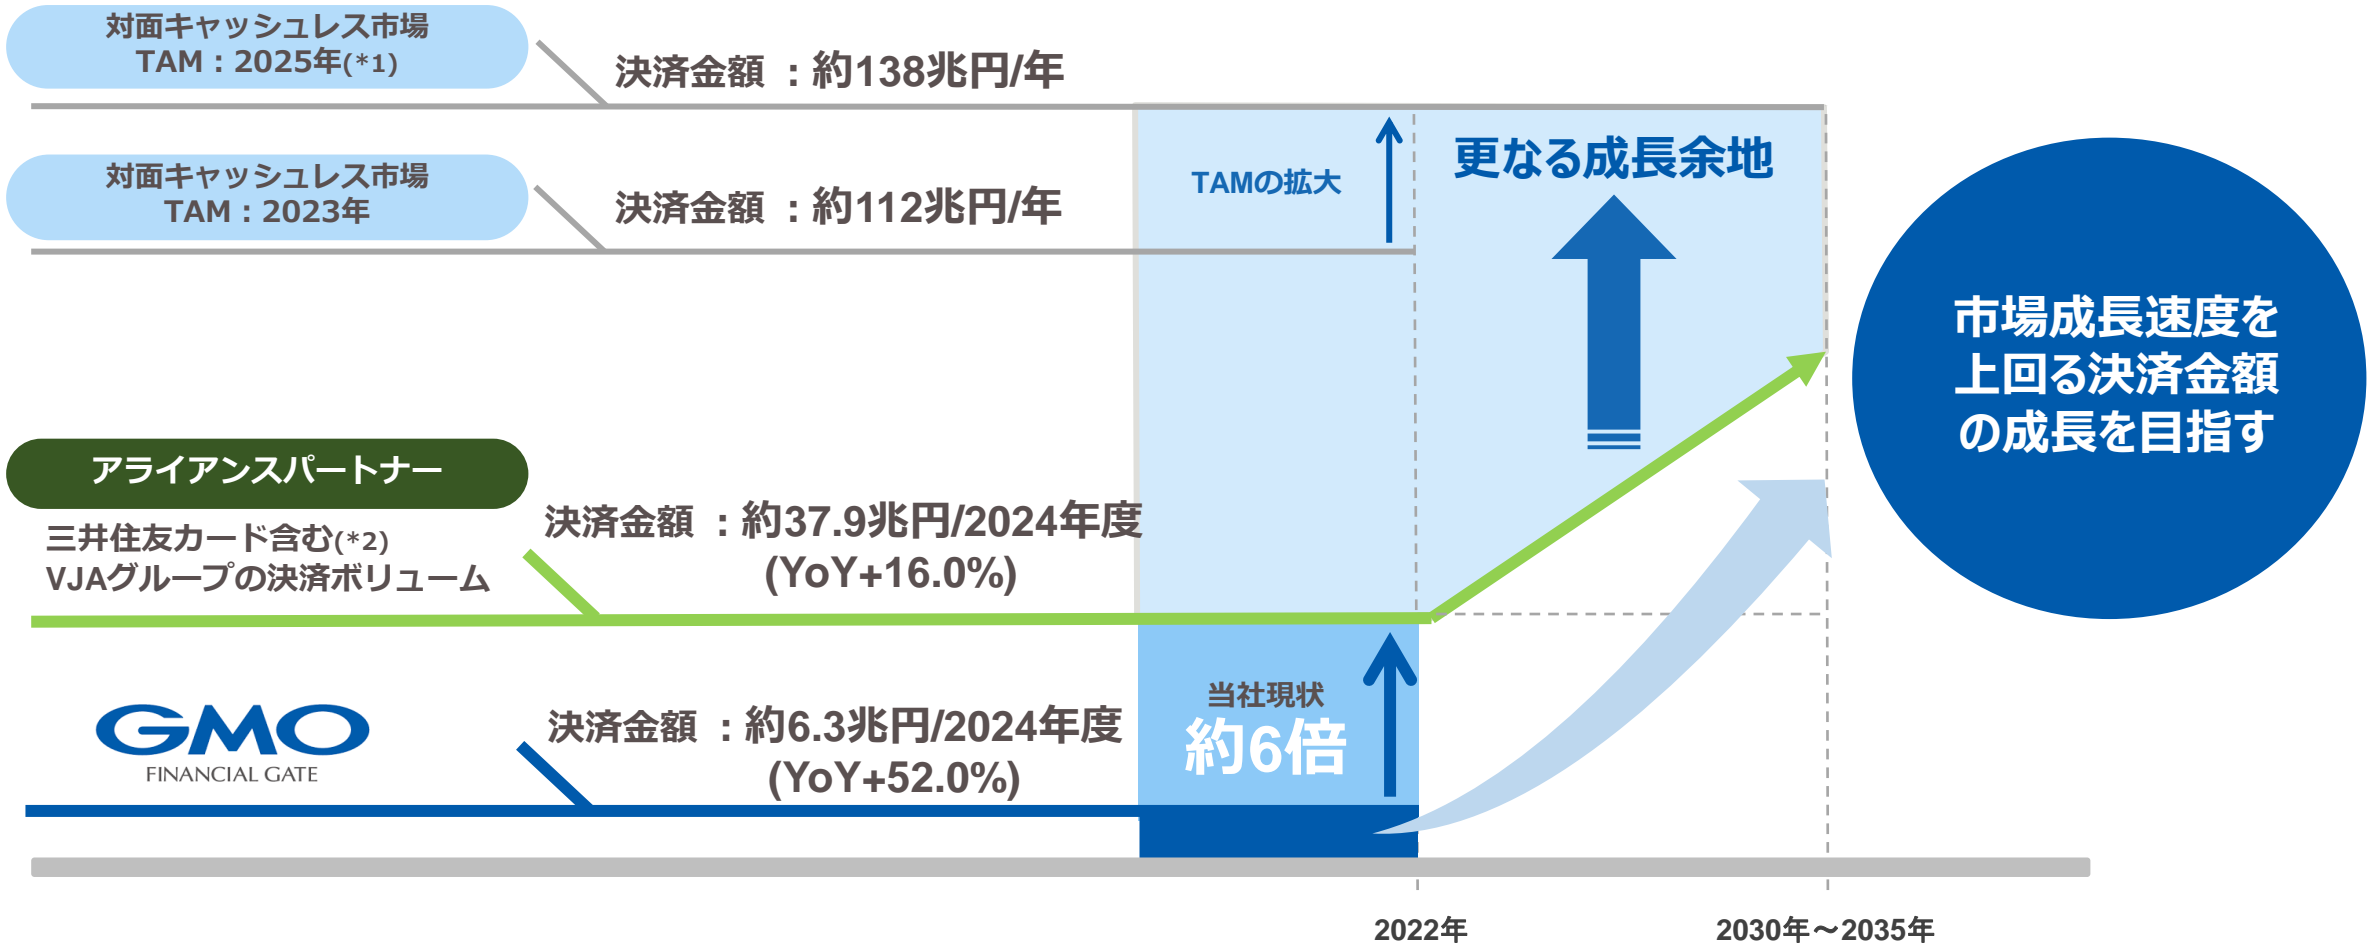 対面キャッシュレス市場
TAM：2025年(*1)
決済金額 ：約138兆円/年
対面キャッシュレス市場
TAM：2023年
決済金額 ：約112兆円/年
TAMの拡大
更なる成長余地
市場成長速度を
上回る決済金額
の成長を目指す
アライアンスパートナー
三井住友カード含む(*2)
VJAグループの決済ボリューム
決済金額 ：約37.9兆円/2024年度
(YoY+16.0%)
GMO
FINANCIAL GATE
決済金額 ：約6.3兆円/2024年度
(YoY+52.0%)
当社現状
約6倍
2022年
2030年～2035年